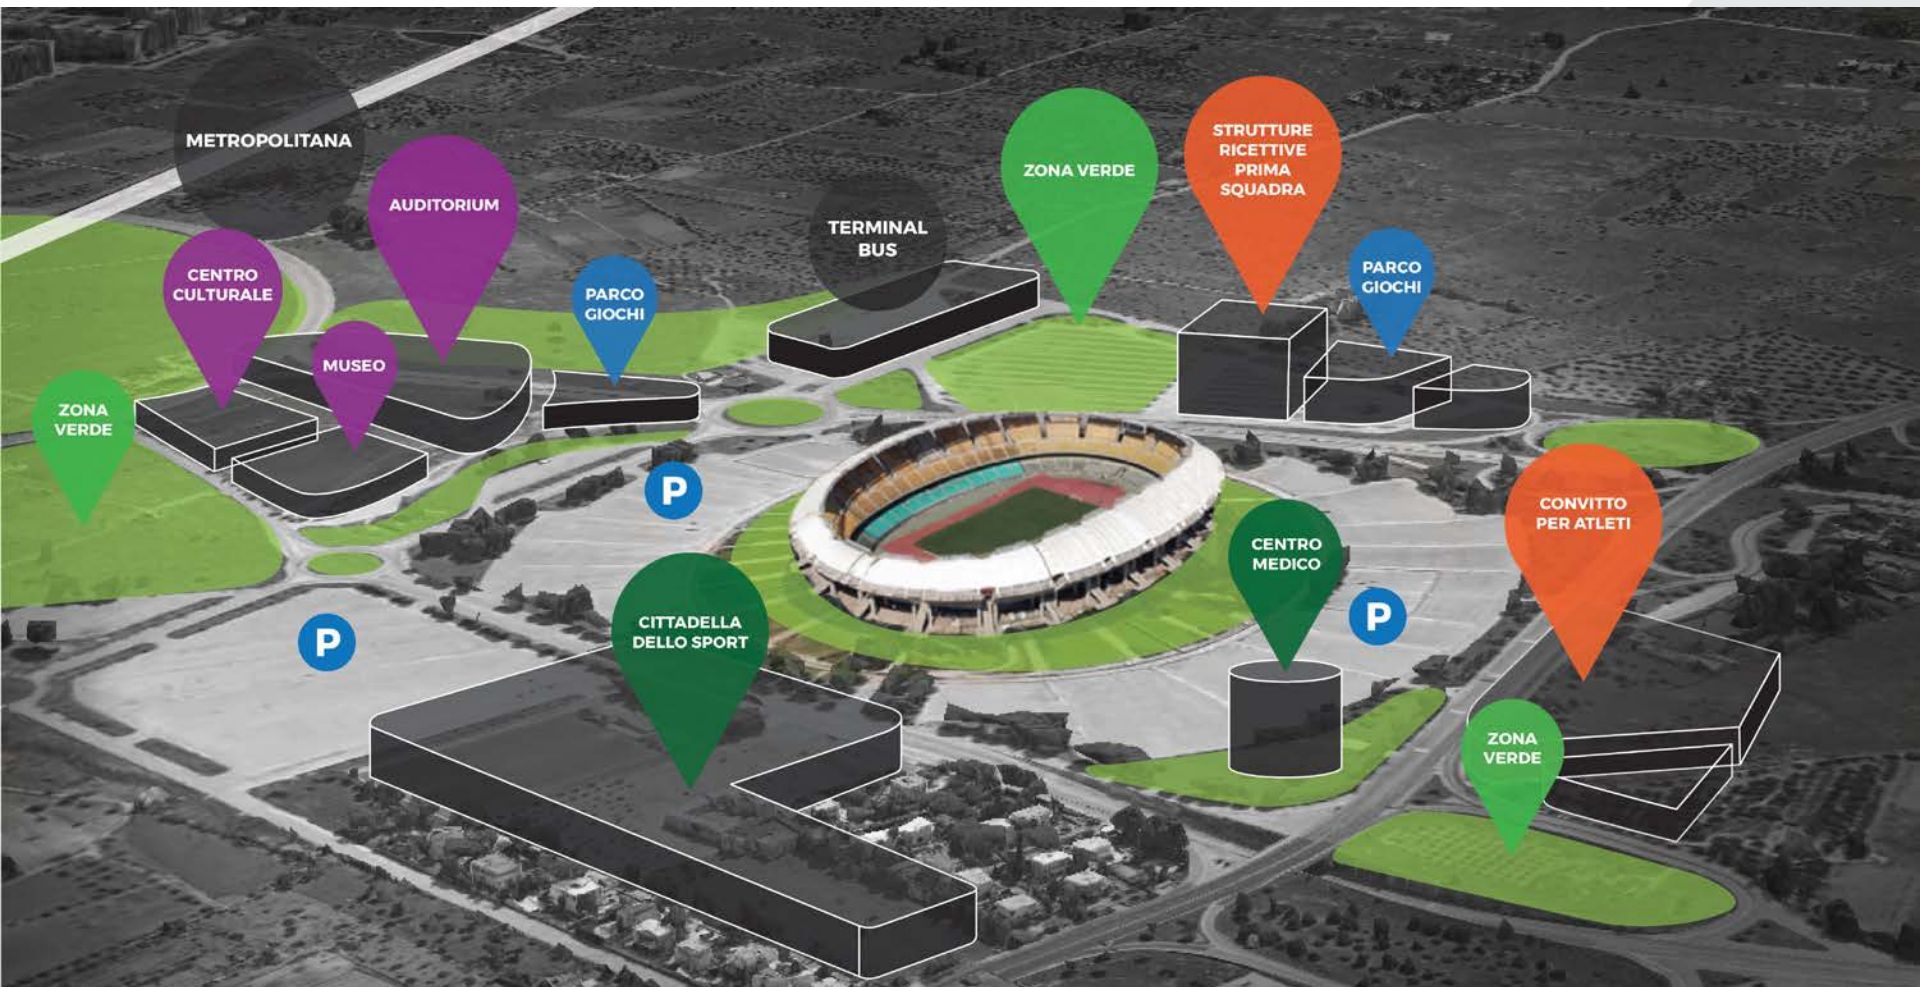 METROPOLITANA
AUDITORIUM
CENTRO
CULTURALE
MUSEO
ZONA
VERDE
PARCO
GIOCHI
TERMINAL
BUS
ZONA VERDE
STRUTTURE
RICETTIVE
PRIMA
SQUADRA
PARCO
GIOCHI
P
P
CITTADELLA
DELLO SPORT
CENTRO
MEDICO
P
CONVITTO
PER ATLETI
ZONA
VERDE